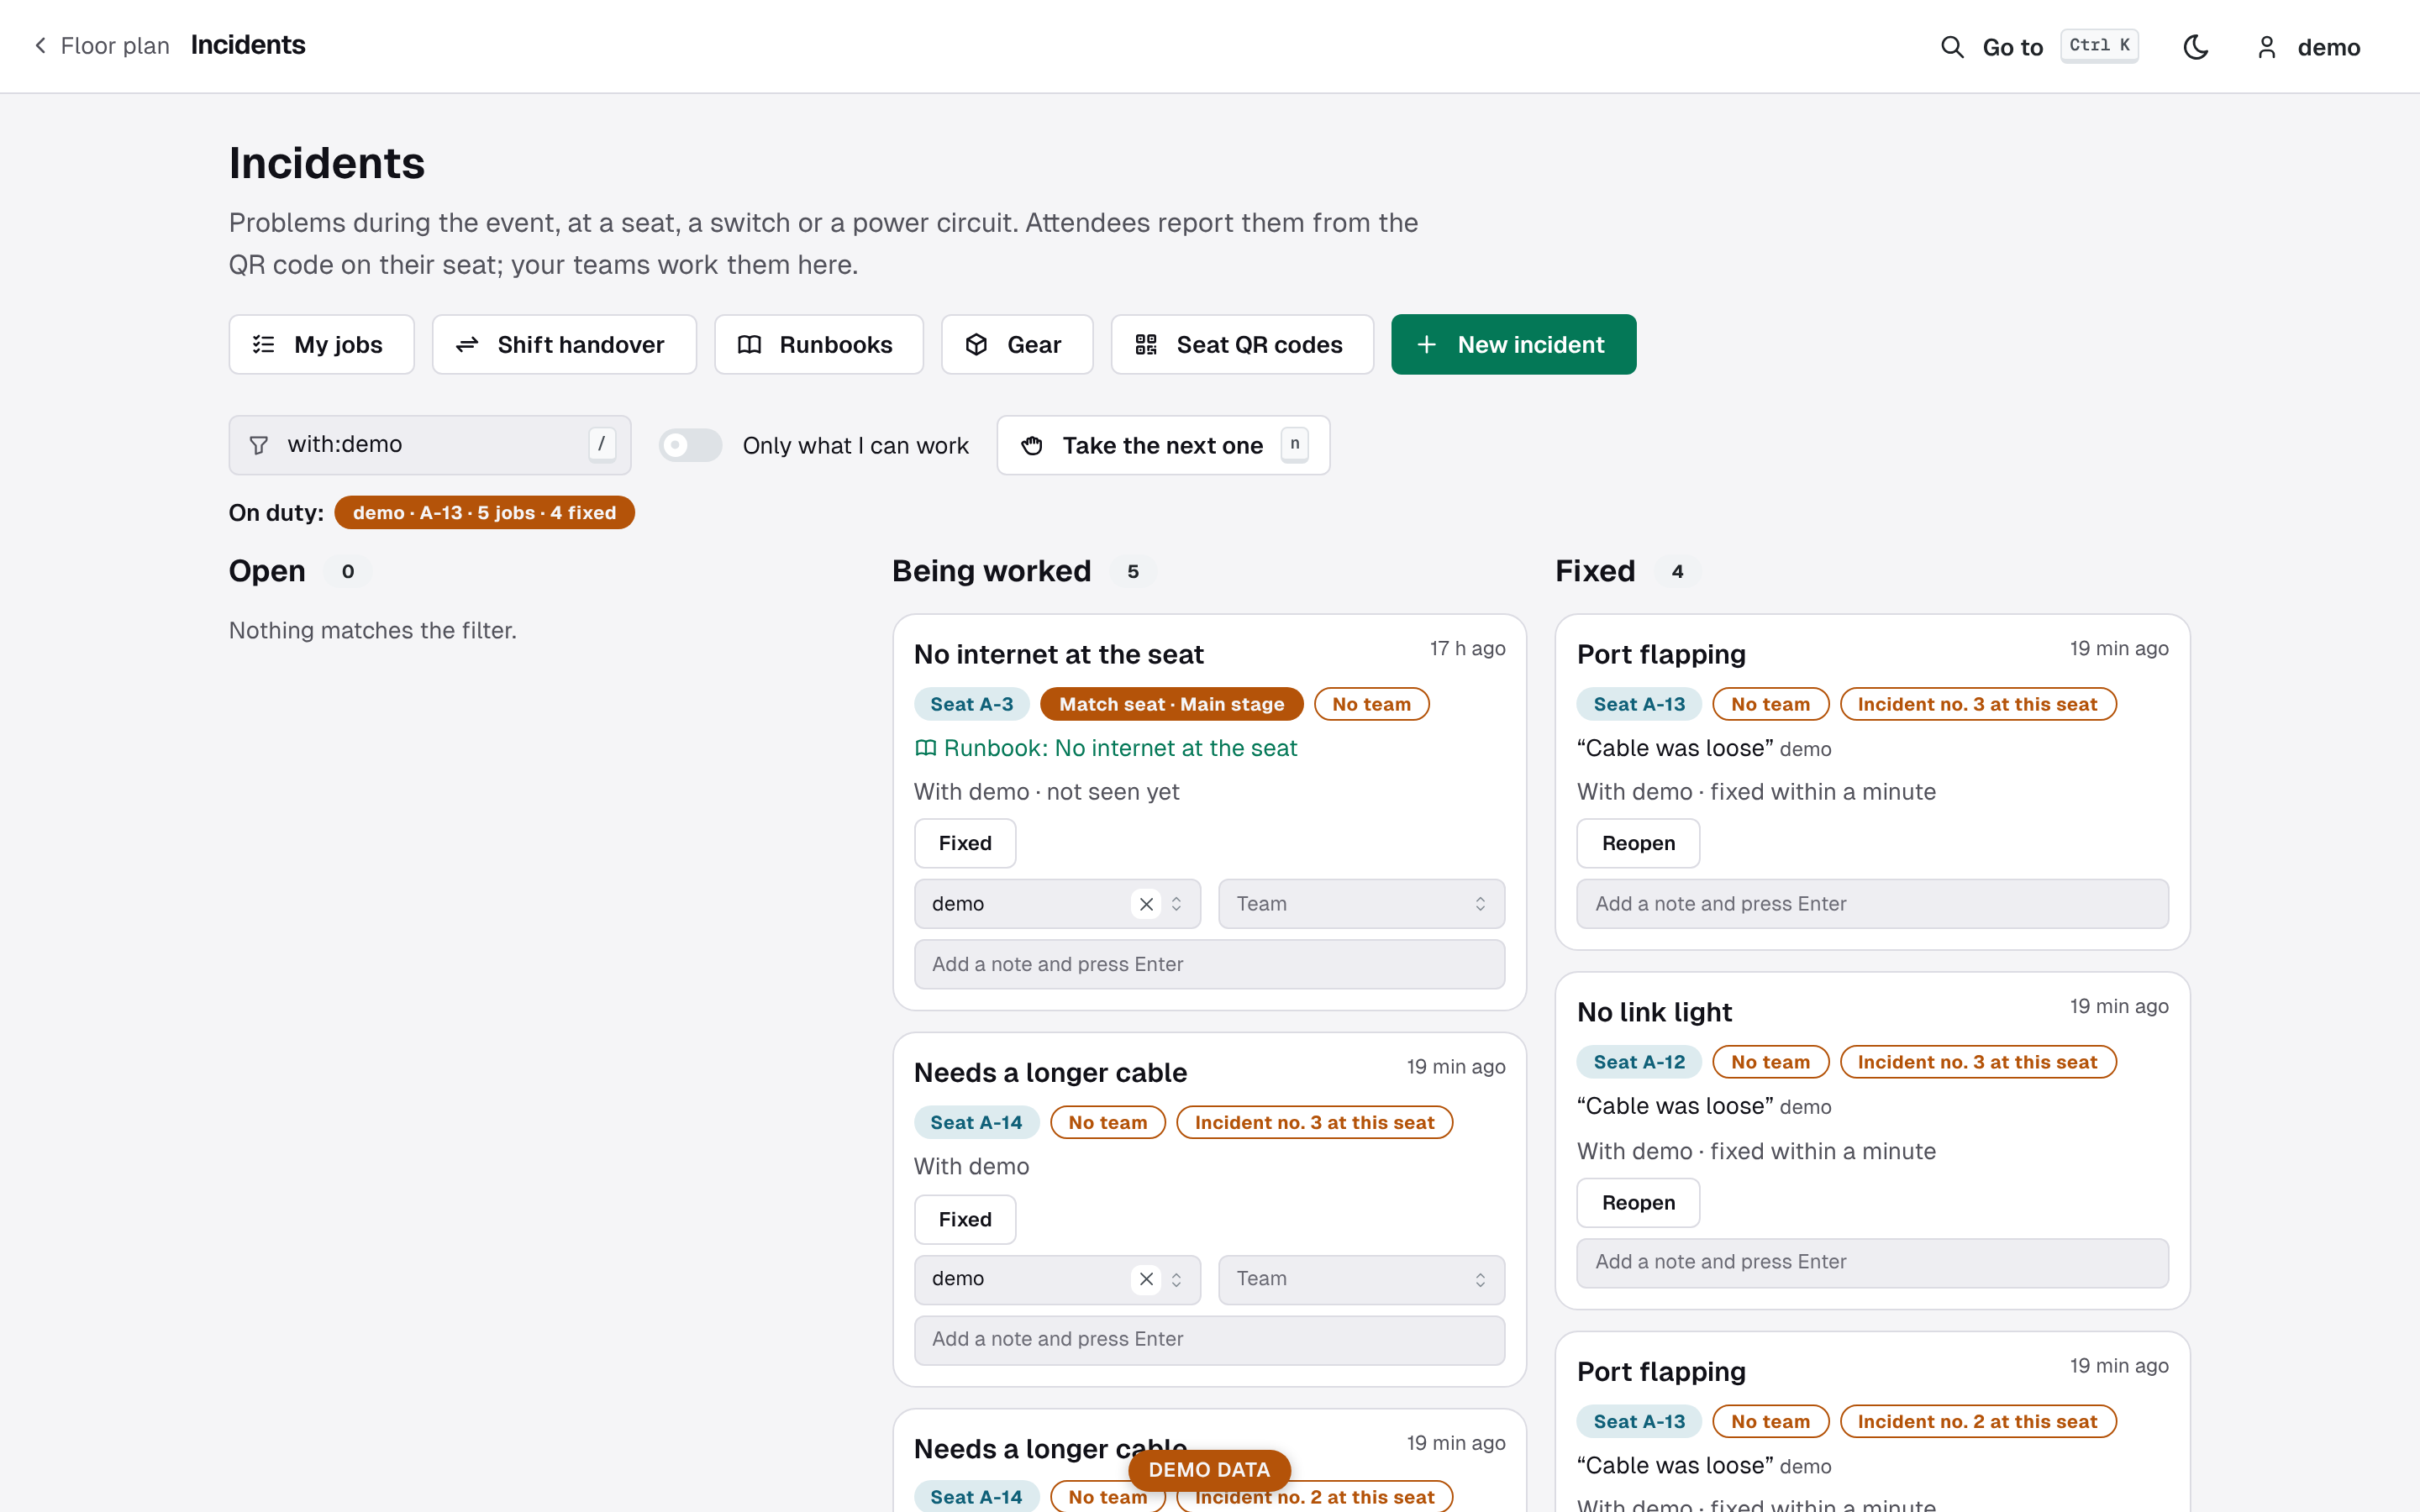 Floor plan Incidents
Go to Ctrl K demo
Incidents
Problems during the event, at a seat, a switch or a power circuit. Attendees report them from the
QR code on their seat; your teams work them here.
My jobs Shift handover Runbooks Gear Seat QR codes New incident
with:demo / Only what I can work Take the next one n
On duty: demo · A-13 · 5 jobs · 4 fixed
Open 0
Nothing matches the filter.
Being worked 5
No internet at the seat 17 h ago
Seat A-3 Match seat · Main stage No team
Runbook: No internet at the seat
With demo · not seen yet
Fixed
demo Team
Add a note and press Enter
Needs a longer cable 19 min ago
Seat A-14 No team Incident no. 3 at this seat
With demo
Fixed
demo Team
Add a note and press Enter
Needs a longer cable 19 min ago
Seat A-14 No team Incident no. 2 at this seat
Fixed 4
Port flapping 19 min ago
Seat A-13 No team Incident no. 3 at this seat
“Cable was loose” demo
With demo · fixed within a minute
Reopen
Add a note and press Enter
No link light 19 min ago
Seat A-12 No team Incident no. 3 at this seat
“Cable was loose” demo
With demo · fixed within a minute
Reopen
Add a note and press Enter
Port flapping 19 min ago
Seat A-13 No team Incident no. 2 at this seat
“Cable was loose” demo
With demo · fixed within a minute
DEMO DATA